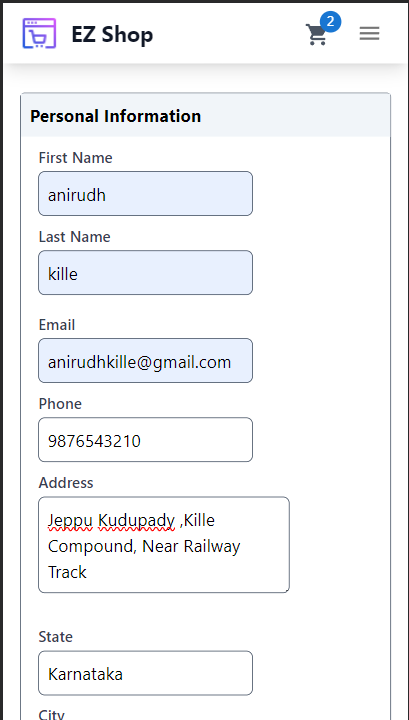 EZ Shop
2
Personal Information
First Name
anirudh
Last Name
kille
Email
anirudhkille@gmail.com
Phone
9876543210
Address
Jeppu Kudupady ,Kille
Compound, Near Railway
Track
State
Karnataka
City